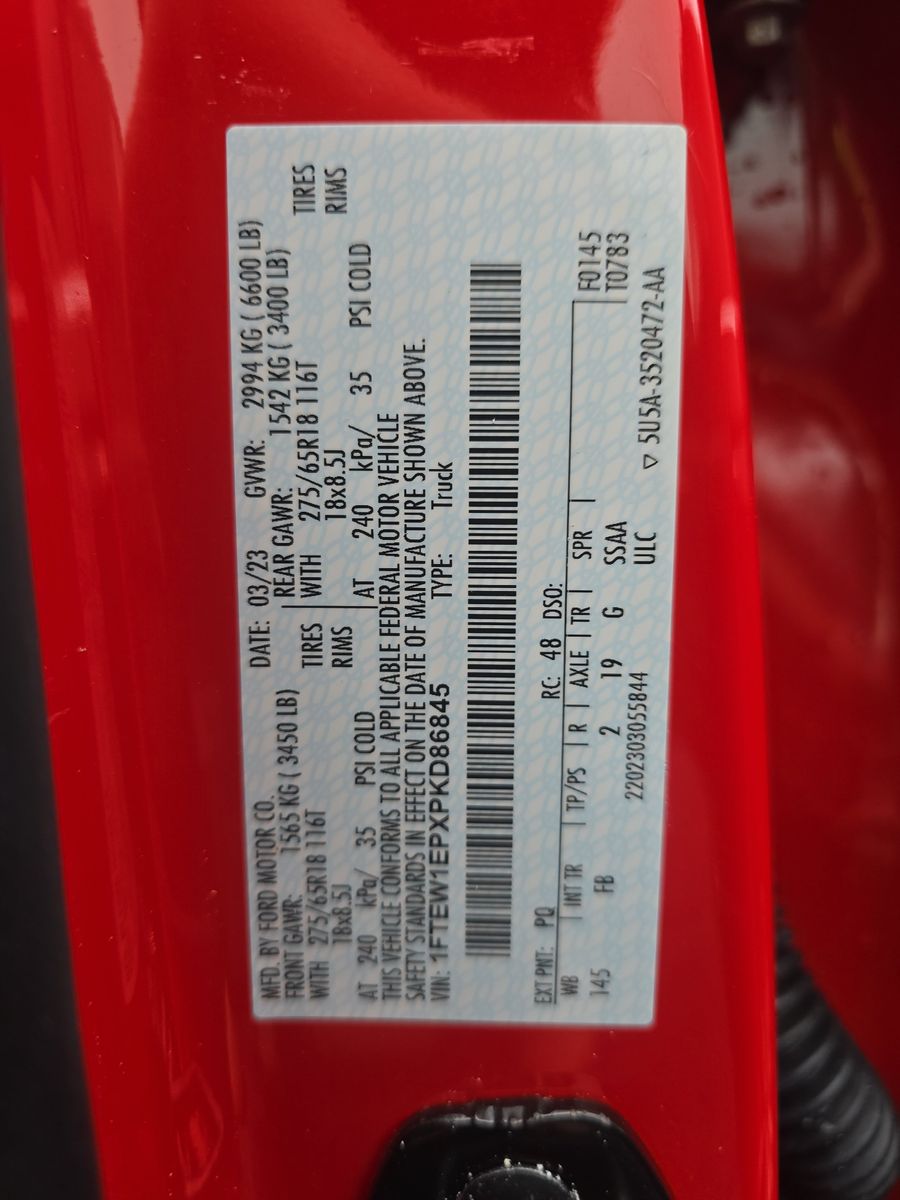 MFD. BY FORD MOTOR CO. DATE: 03/23 GVWR: 2994 KG ( 6600 LB)
FRONT GAWR: 1565 KG ( 3450 LB) REAR GAWR: 1542 KG ( 3400 LB)
WITH 275/65R18 116T TIRES WITH 275/65R18 116T TIRES
18x8.5J RIMS 18x8.5J RIMS
AT 240 kPa/ 35 PSI COLD AT 240 kPa/ 35 PSI COLD
THIS VEHICLE CONFORMS TO ALL APPLICABLE FEDERAL MOTOR VEHICLE
SAFETY STANDARDS IN EFFECT ON THE DATE OF MANUFACTURE SHOWN ABOVE.
VIN: 1FTEW1EPXPKD86845 TYPE: Truck
EXT PNT: PQ RC: 48 DSO: F0145
WB INT TR TP/PS R AXLE TR SPR T0783
145 FB 2 19 G SSAA
2202303055844 ULC ▽ 5U5A-3520472-AA